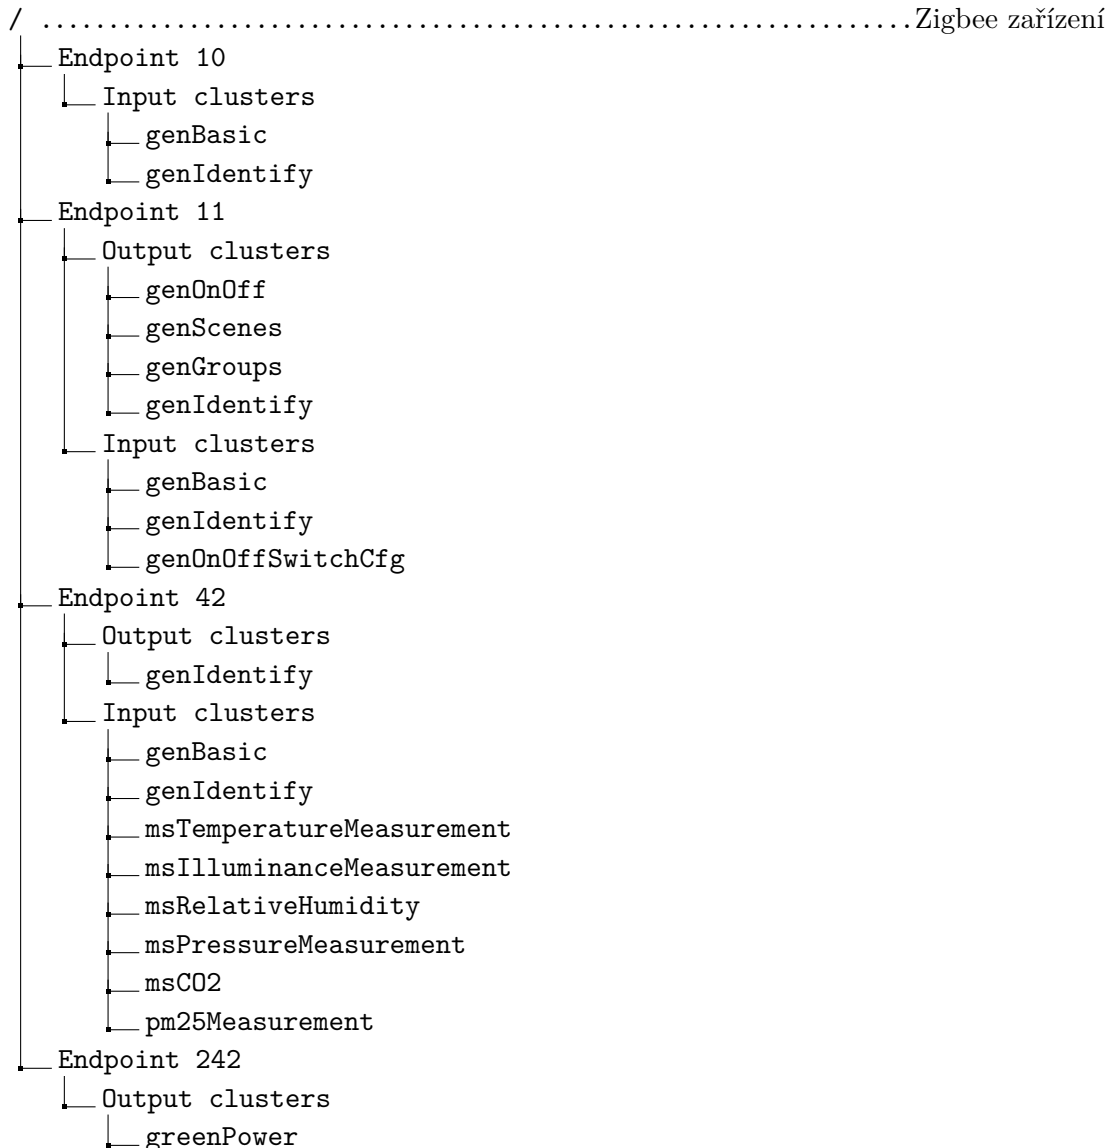 / ................................................................. Zigbee zařízení
Endpoint 10
Input clusters
genBasic
genIdentify
Endpoint 11
Output clusters
genOnOff
genScenes
genGroups
genIdentify
Input clusters
genBasic
genIdentify
genOnOffSwitchCfg
Endpoint 42
Output clusters
genIdentify
Input clusters
genBasic
genIdentify
msTemperatureMeasurement
msIlluminanceMeasurement
msRelativeHumidity
msPressureMeasurement
msCO2
pm25Measurement
Endpoint 242
Output clusters
greenPower